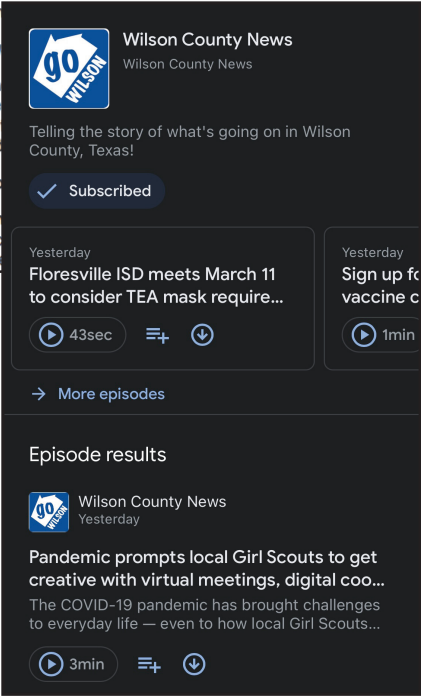 go
WILSON
Wilson County News
Wilson County News
Telling the story of what's going on in Wilson
County, Texas!
Subscribed
Yesterday
Floresville ISD meets March 11
to consider TEA mask require...
43sec
Yesterday
Sign up fo
vaccine c
1min
More episodes
Episode results
go
WILSON
Wilson County News
Yesterday
Pandemic prompts local Girl Scouts to get
creative with virtual meetings, digital coo...
The COVID-19 pandemic has brought challenges
to everyday life — even to how local Girl Scouts...
3min